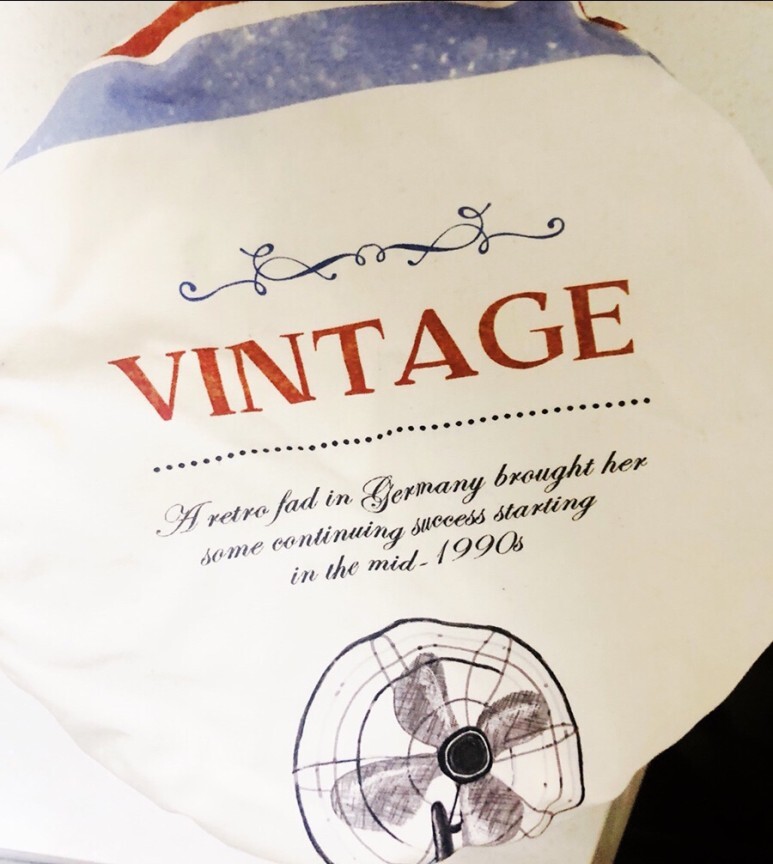 VINTAGE
A retro fad in Germany brought her
some continuing success starting
in the mid-1990s